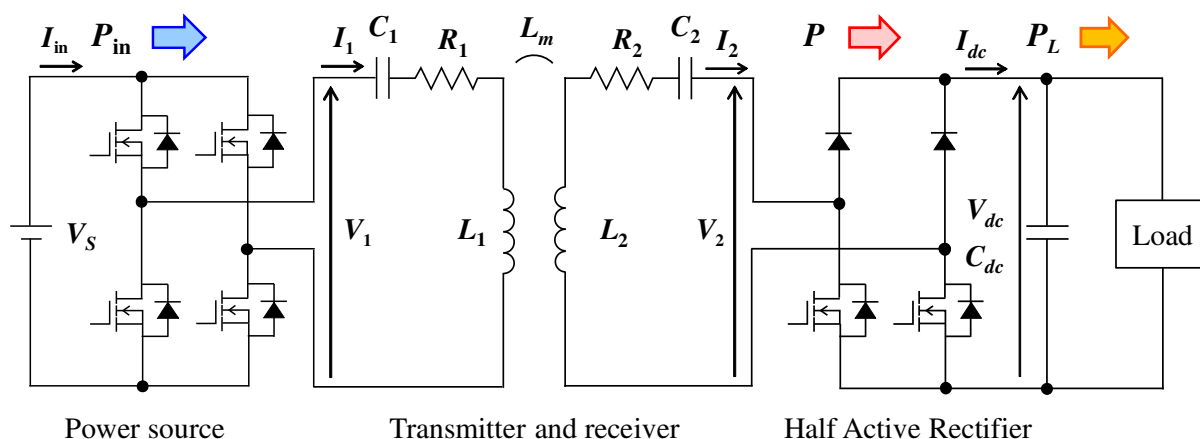 I_in P_in I_1 C_1 R_1 L_m R_2 C_2 I_2 P I_dc P_L
V_S V_1 L_1 L_2 V_2 V_dc C_dc Load
Power source Transmitter and receiver Half Active Rectifier